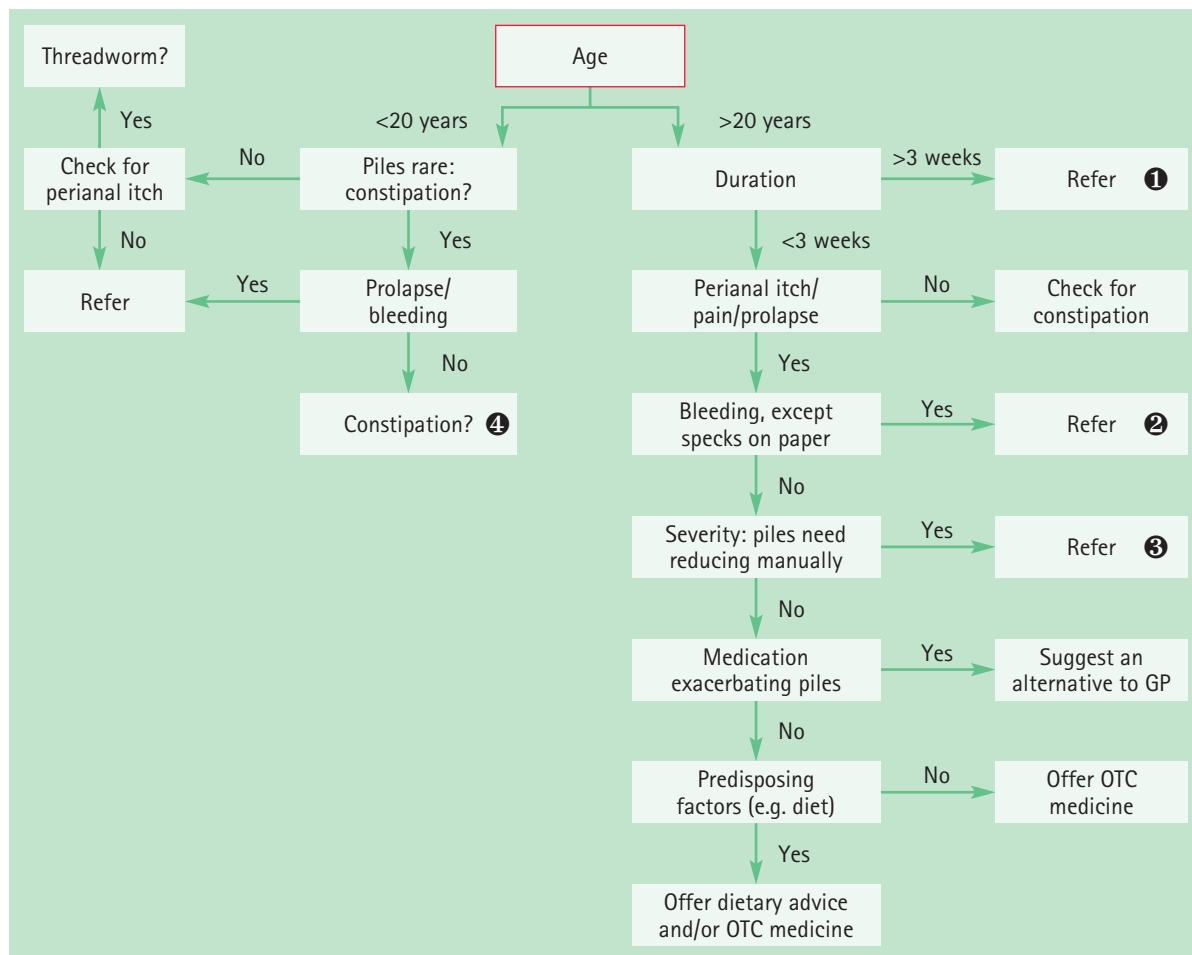 Threadworm?
Age
Yes
<20 years
>20 years
Check for
perianal itch
No
Piles rare:
constipation?
Duration
>3 weeks
Refer ❶
No
Yes
<3 weeks
Refer
Yes
Prolapse/
bleeding
Perianal itch/
pain/prolapse
No
Check for
constipation
No
Yes
Constipation? ❹
Bleeding, except
specks on paper
Yes
Refer ❷
No
Severity: piles need
reducing manually
Yes
Refer ❸
No
Medication
exacerbating piles
Yes
Suggest an
alternative to GP
No
Predisposing
factors (e.g. diet)
No
Offer OTC
medicine
Yes
Offer dietary advice
and/or OTC medicine